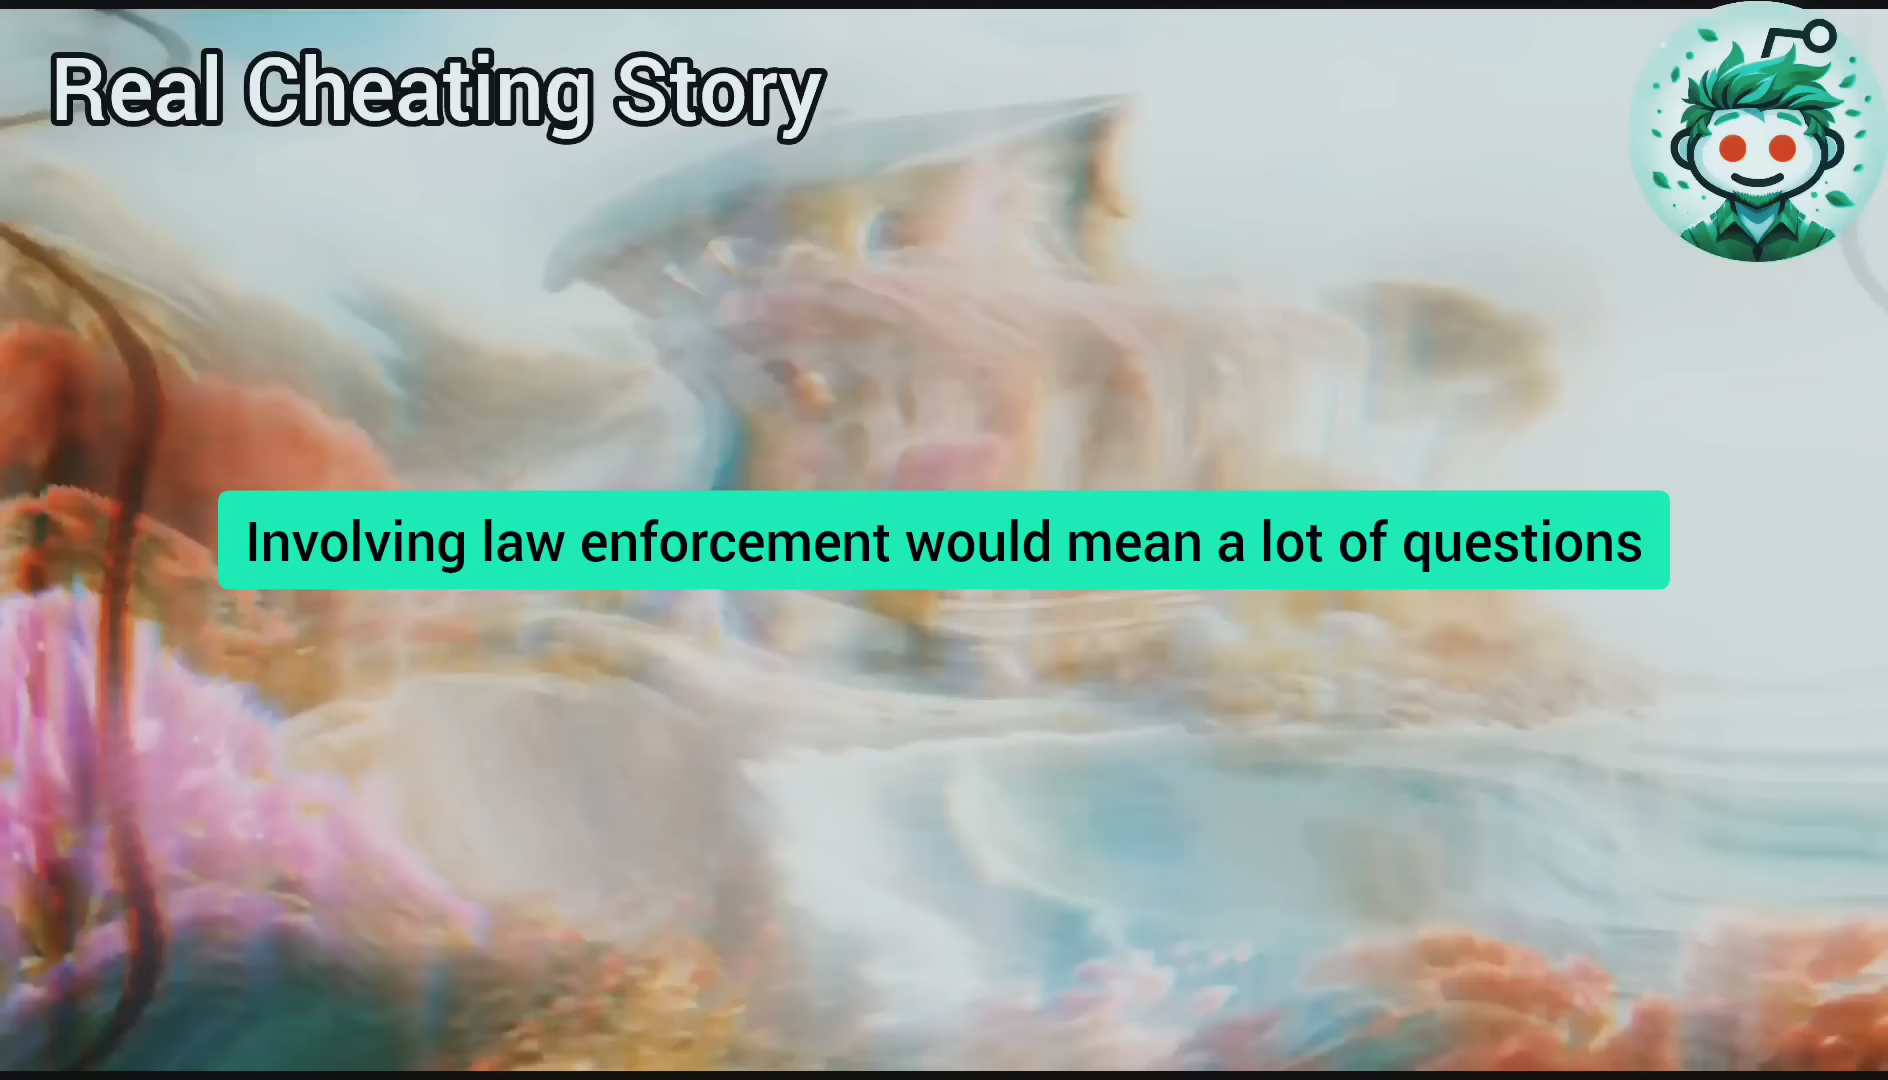 Real Cheating Story
Involving law enforcement would mean a lot of questions